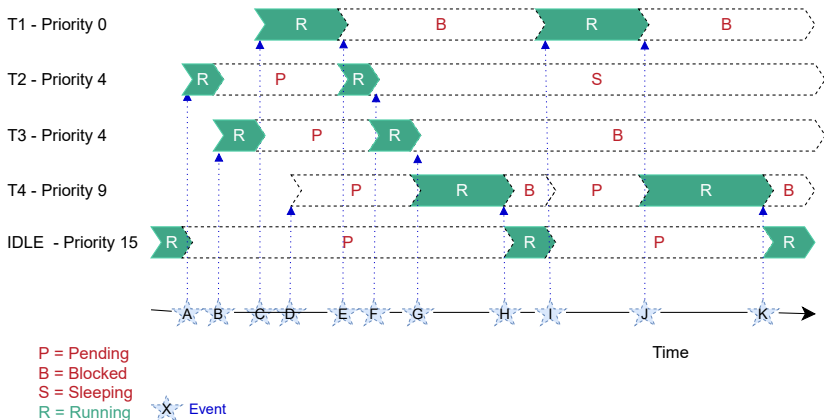 T1 - Priority 0 R B R B
T2 - Priority 4 R P R S
T3 - Priority 4 R P R B
T4 - Priority 9 P R B P R B
IDLE - Priority 15 R P R P R
A B C D E F G H I J K
Time
P = Pending
B = Blocked
S = Sleeping
R = Running
X Event